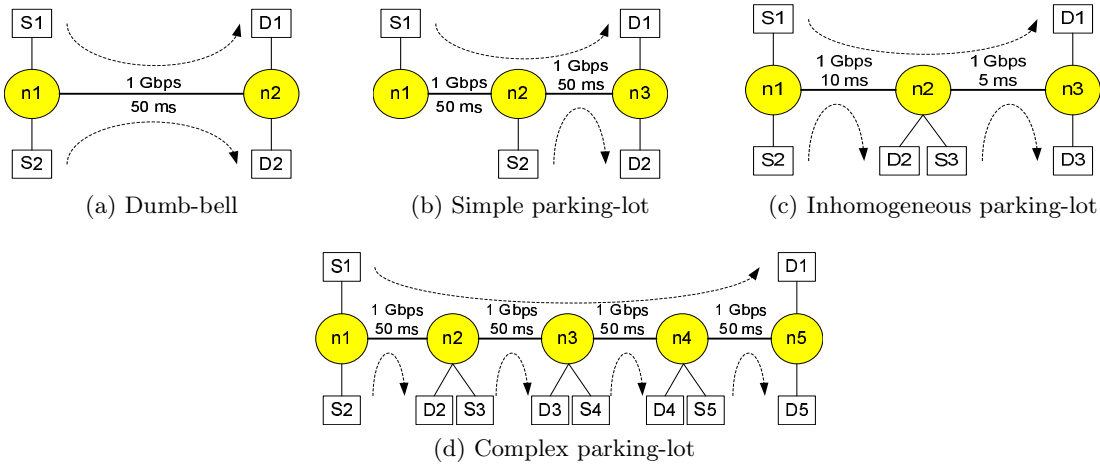 S1 D1
1 Gbps
n1 n2
50 ms
S2 D2
(a) Dumb-bell
S1 D1
1 Gbps 1 Gbps
n1 50 ms n2 50 ms n3
S2 D2
(b) Simple parking-lot
S1 D1
1 Gbps 1 Gbps
n1 10 ms n2 5 ms n3
S2 D2 S3 D3
(c) Inhomogeneous parking-lot
S1 D1
1 Gbps 1 Gbps 1 Gbps 1 Gbps
50 ms 50 ms 50 ms 50 ms
n1 n2 n3 n4 n5
S2 D2 S3 D3 S4 D4 S5 D5
(d) Complex parking-lot